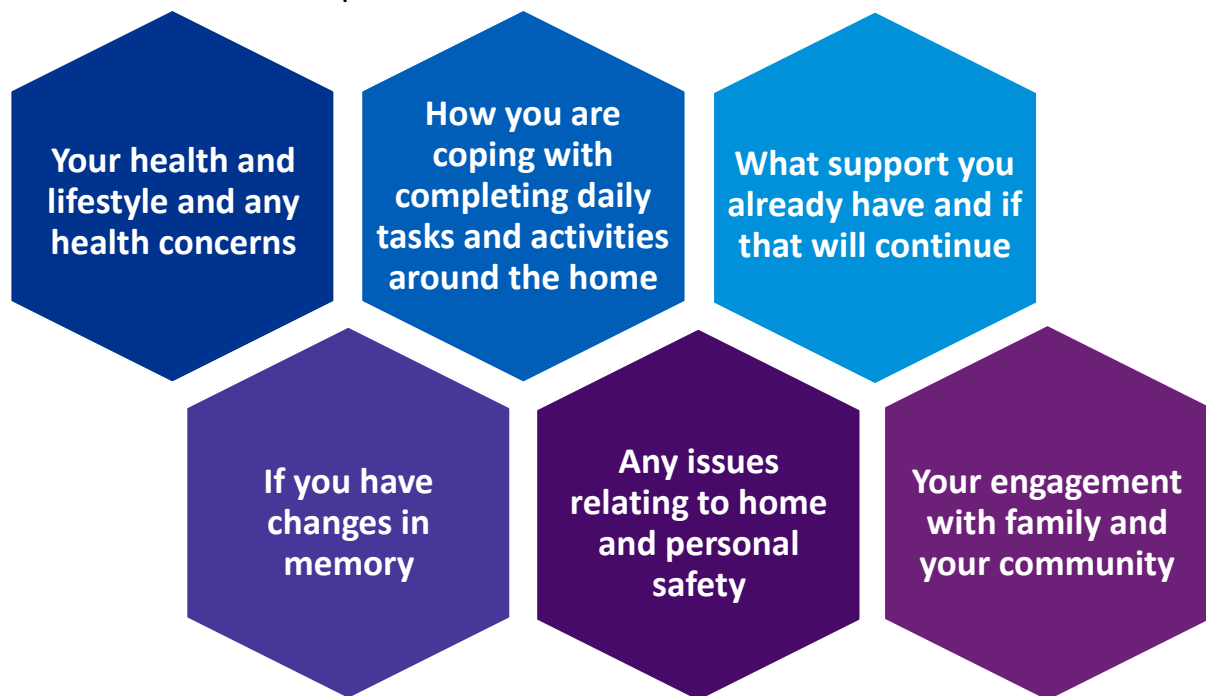 Your health and
lifestyle and any
health concerns
How you are
coping with
completing daily
tasks and activities
around the home
What support you
already have and if
that will continue
If you have
changes in
memory
Any issues
relating to home
and personal
safety
Your engagement
with family and
your community